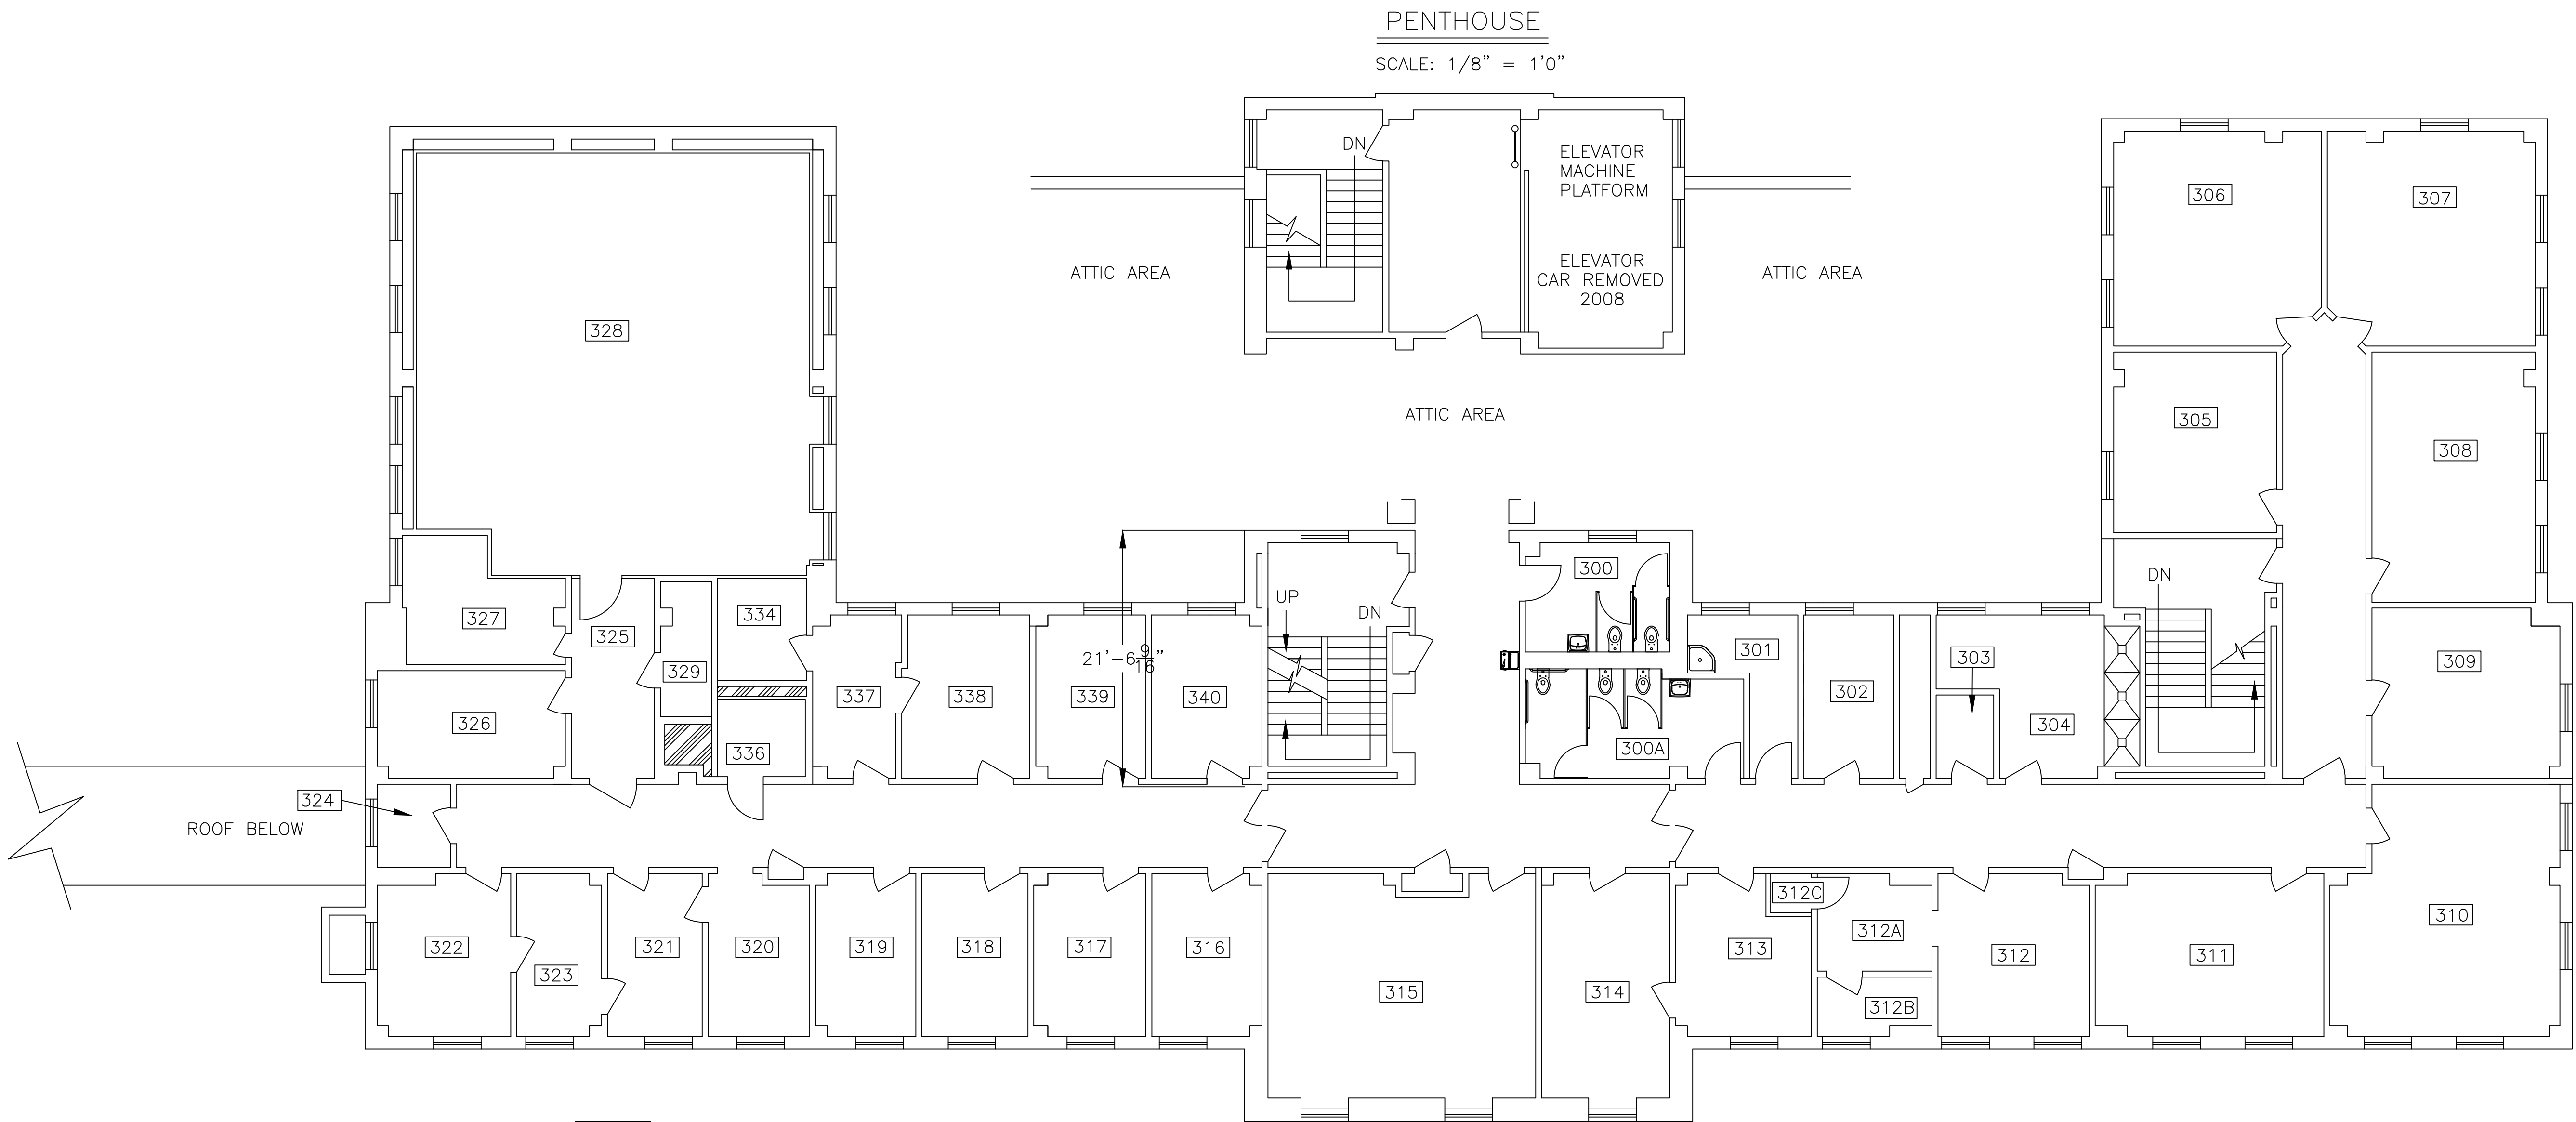 PENTHOUSE
SCALE: 1/8" = 1'0"
DN
ELEVATOR
MACHINE
PLATFORM
ELEVATOR
CAR REMOVED
2008
ATTIC AREA
ATTIC AREA
ATTIC AREA
306
307
328
305
308
DN
300
UP
DN
327
325
334
329
21'-6 9/16"
301
303
309
326
337
338
339
340
302
304
336
300A
324
ROOF BELOW
312C
310
322
323
321
320
319
318
317
316
313
312A
312
311
315
314
312B